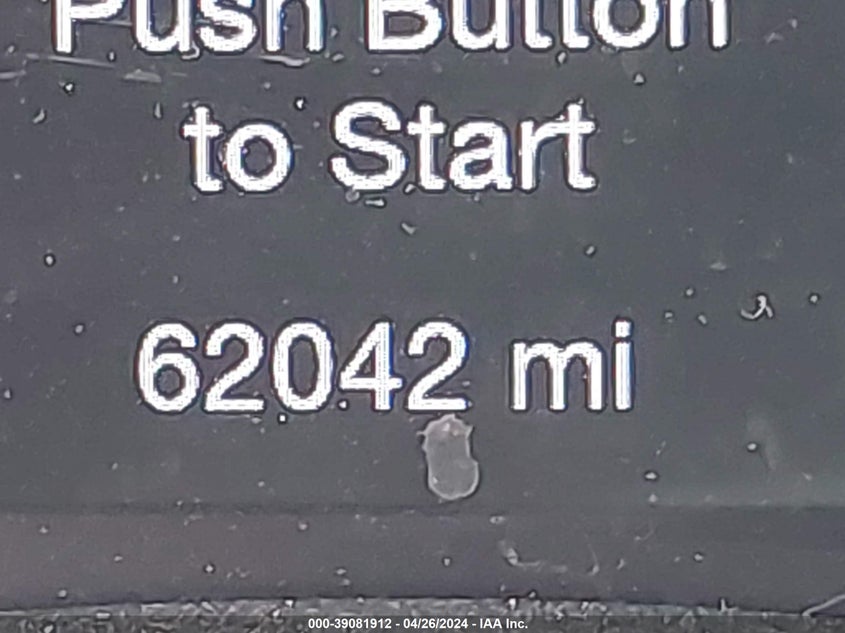 Push Button
to Start
62042 mi
000-39081912 - 04/26/2024 - IAA Inc.